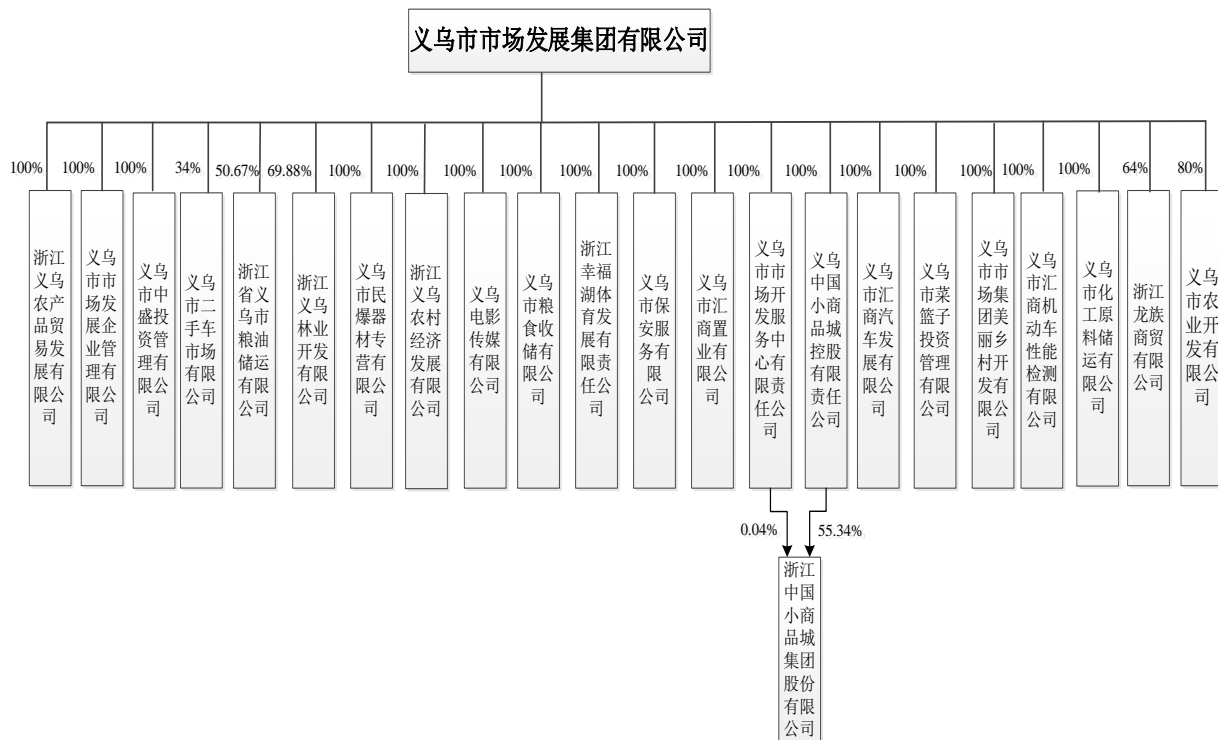 义乌市市场发展集团有限公司
100%
100%
100%
34%
50.67%
69.88%
100%
100%
100%
100%
100%
100%
100%
100%
100%
100%
100%
100%
100%
100%
64%
80%
浙江义乌农产品贸易发展有限公司
义乌市市场发展企业管理有限公司
义乌市中盛投资管理有限公司
义乌市二手车市场有限公司
浙江省义乌市粮油储运有限公司
浙江义乌林业开发有限公司
义乌市民爆器材专营有限公司
浙江义乌农村经济发展有限公司
义乌电影传媒有限公司
义乌市粮食收储有限公司
浙江幸福湖体育发展有限责任公司
义乌市保安服务有限公司
义乌市汇商置业有限公司
义乌市市场开发服务中心有限责任公司
义乌中国小商品城控股有限责任公司
义乌市汇商汽车发展有限公司
义乌市菜篮子投资管理有限公司
义乌市市场集团美丽乡村开发有限公司
义乌市汇商机动车性能检测有限公司
义乌市化工原料储运有限公司
浙江龙族商贸有限公司
义乌市农业开发有限公司
0.04%
55.34%
浙江中国小商品城集团股份有限公司